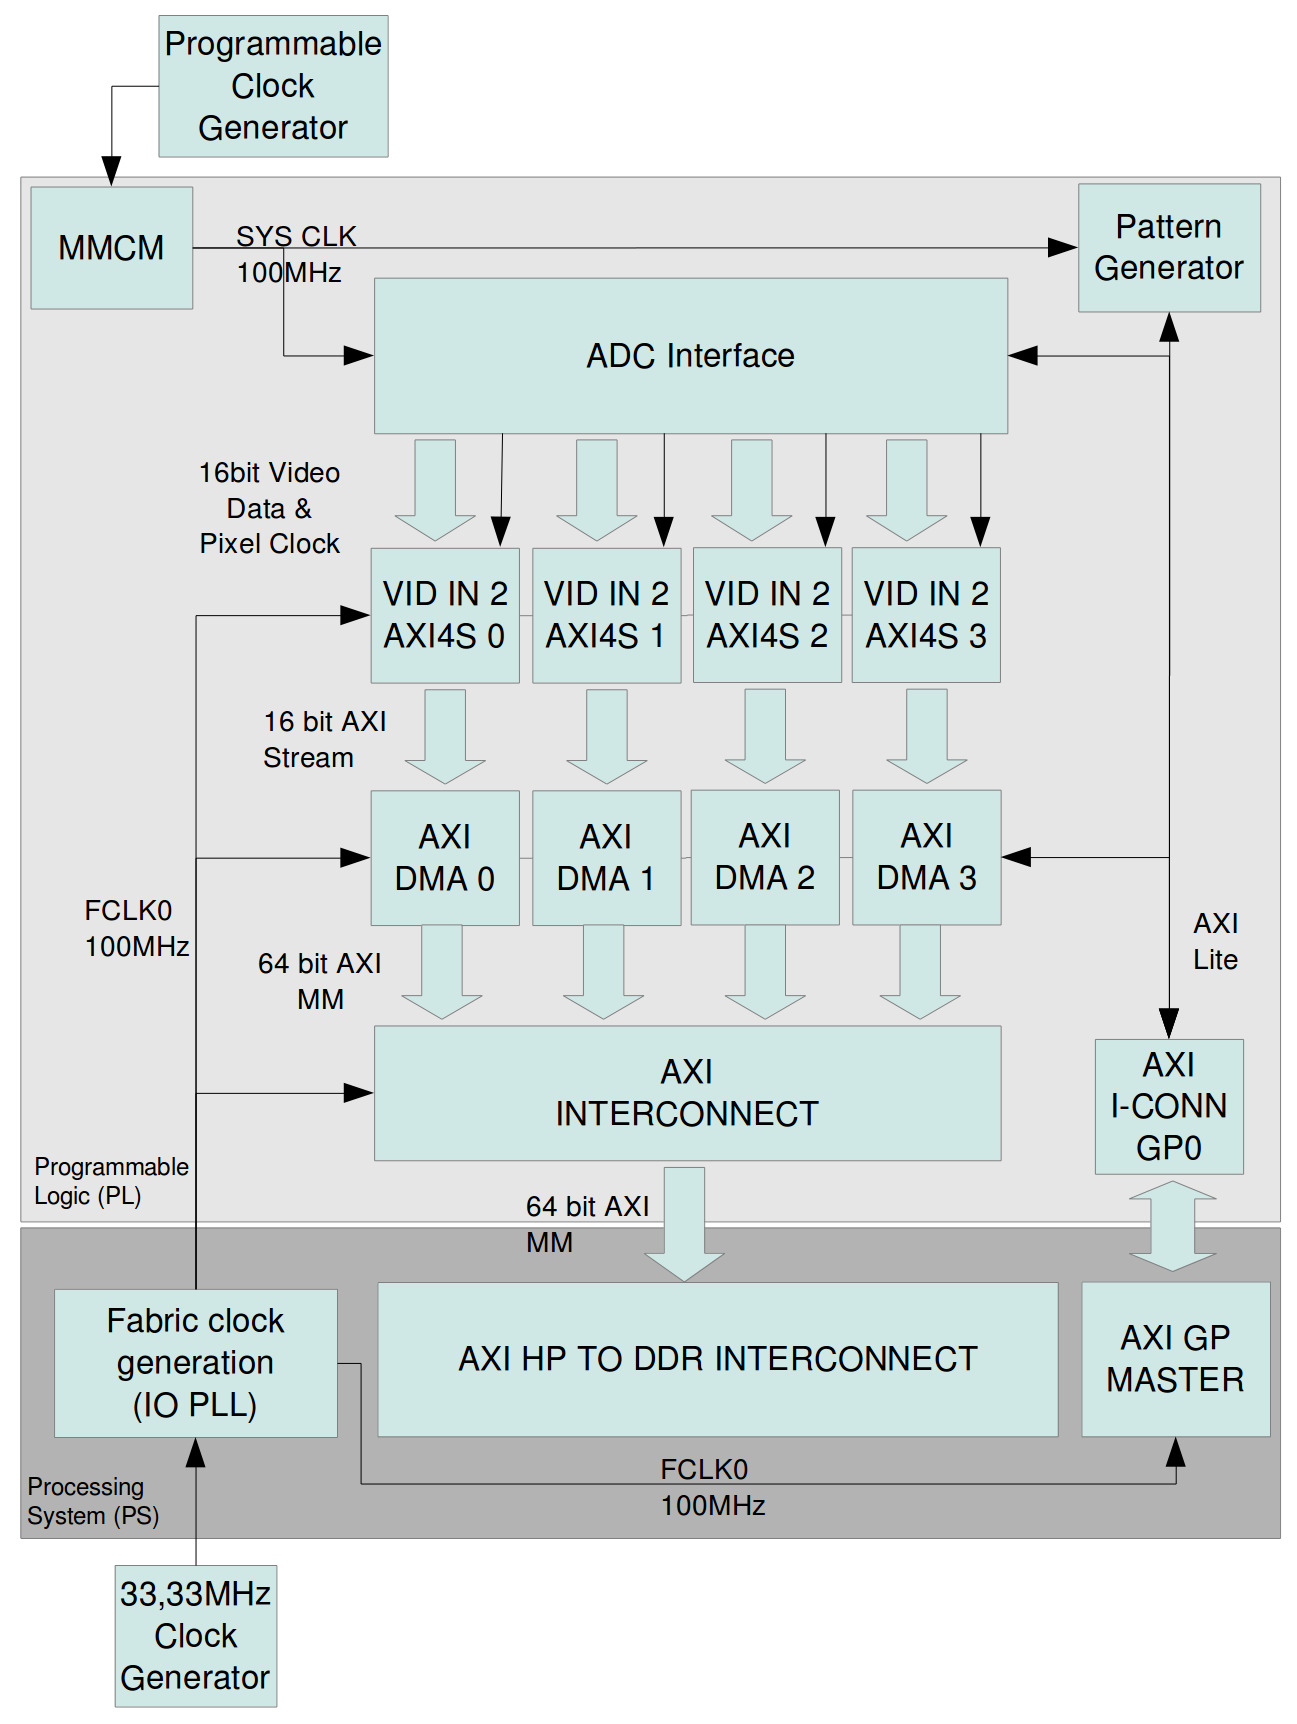 Programmable
Clock
Generator
MMCM
SYS CLK
100MHz
Pattern
Generator
ADC Interface
16bit Video
Data &
Pixel Clock
VID IN 2
AXI4S 0
VID IN 2
AXI4S 1
VID IN 2
AXI4S 2
VID IN 2
AXI4S 3
16 bit AXI
Stream
AXI
DMA 0
AXI
DMA 1
AXI
DMA 2
AXI
DMA 3
FCLK0
100MHz
64 bit AXI
MM
AXI
Lite
AXI
INTERCONNECT
AXI
I-CONN
GP0
Programmable
Logic (PL)
64 bit AXI
MM
Fabric clock
generation
(IO PLL)
AXI HP TO DDR INTERCONNECT
AXI GP
MASTER
FCLK0
100MHz
Processing
System (PS)
33,33MHz
Clock
Generator